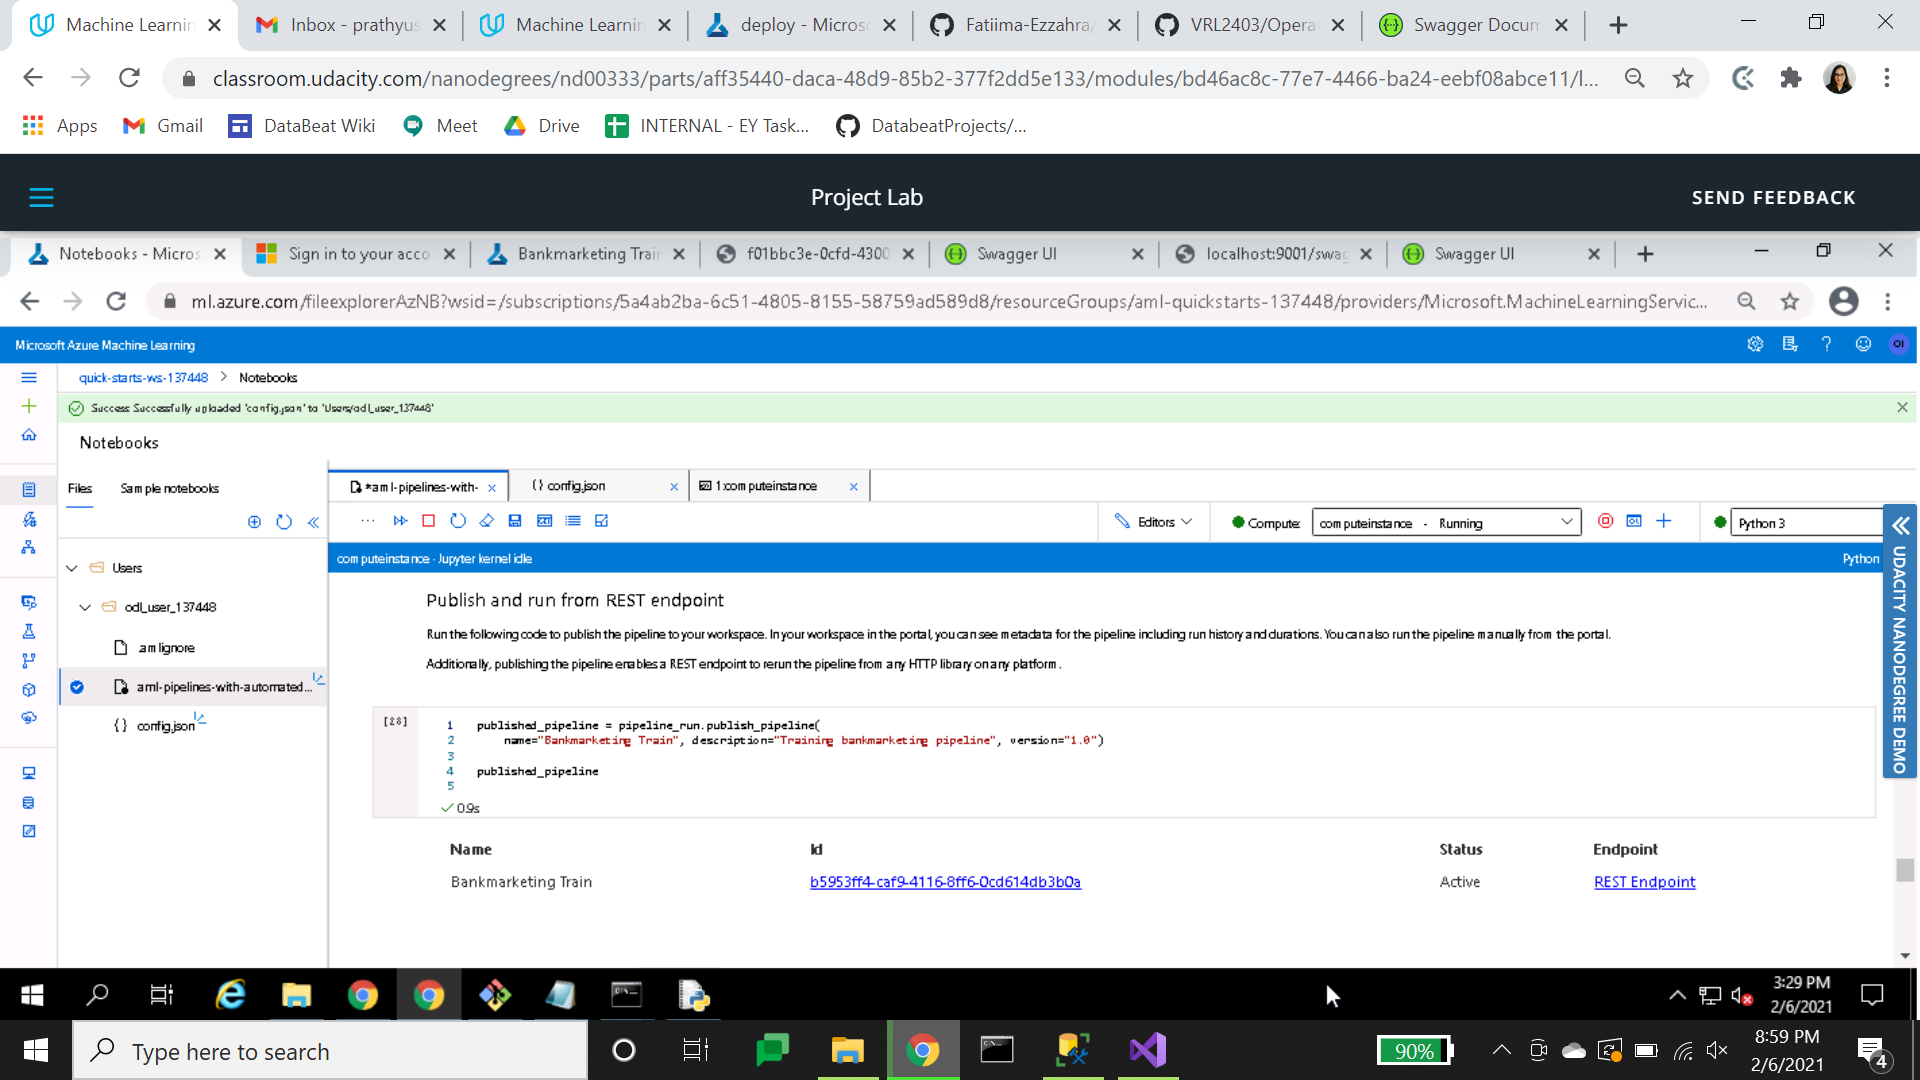 Machine Learnin
Inbox - prathyus
Machine Learnin
deploy - Microso
Fatiima-Ezzahra/
VRL2403/Opera
Swagger Docum
classroom.udacity.com/nanodegrees/nd00333/parts/aff35440-daca-48d9-85b2-377f2dd5e133/modules/bd46ac8c-77e7-4466-ba24-eebf08abce11/l...
Apps
Gmail
DataBeat Wiki
Meet
Drive
INTERNAL - EY Task...
DatabeatProjects/...
Project Lab
SEND FEEDBACK
Notebooks - Micros
Sign in to your acco
Bankmarketing Train
f01bbc3e-0cfd-4300
Swagger UI
localhost:9001/swag
Swagger UI
ml.azure.com/fileexplorerAzNB?wsid=/subscriptions/5a4ab2ba-6c51-4805-8155-58759ad589d8/resourceGroups/aml-quickstarts-137448/providers/Microsoft.MachineLearningServic...
Microsoft Azure Machine Learning
OI
quick-starts-ws-137448 > Notebooks
Success: Successfully uploaded 'config.json' to 'Users/odl_user_137448'
Notebooks
Files
Sample notebooks
*aml-pipelines-with-
{} config.json
1:computeinstance
Editors
Compute:
computeinstance - Running
Python 3
computeinstance · Jupyter kernel idle
Python
Users
odl_user_137448
.amlignore
aml-pipelines-with-automated...
{} config.json
Publish and run from REST endpoint
Run the following code to publish the pipeline to your workspace. In your workspace in the portal, you can see metadata for the pipeline including run history and durations. You can also run the pipeline manually from the portal.
Additionally, publishing the pipeline enables a REST endpoint to rerun the pipeline from any HTTP library on any platform.
[28]
1 published_pipeline = pipeline_run.publish_pipeline(
2 name="Bankmarketing Train", description="Training bankmarketing pipeline", version="1.0")
3
4 published_pipeline
5
0.9s
Name Id Status Endpoint
Bankmarketing Train b5953ff4-caf9-4116-8ff6-0cd614db3b0a Active REST Endpoint
UDACITY NANODEGREE DEMO
3:29 PM
2/6/2021
Type here to search
90%
8:59 PM
2/6/2021
4